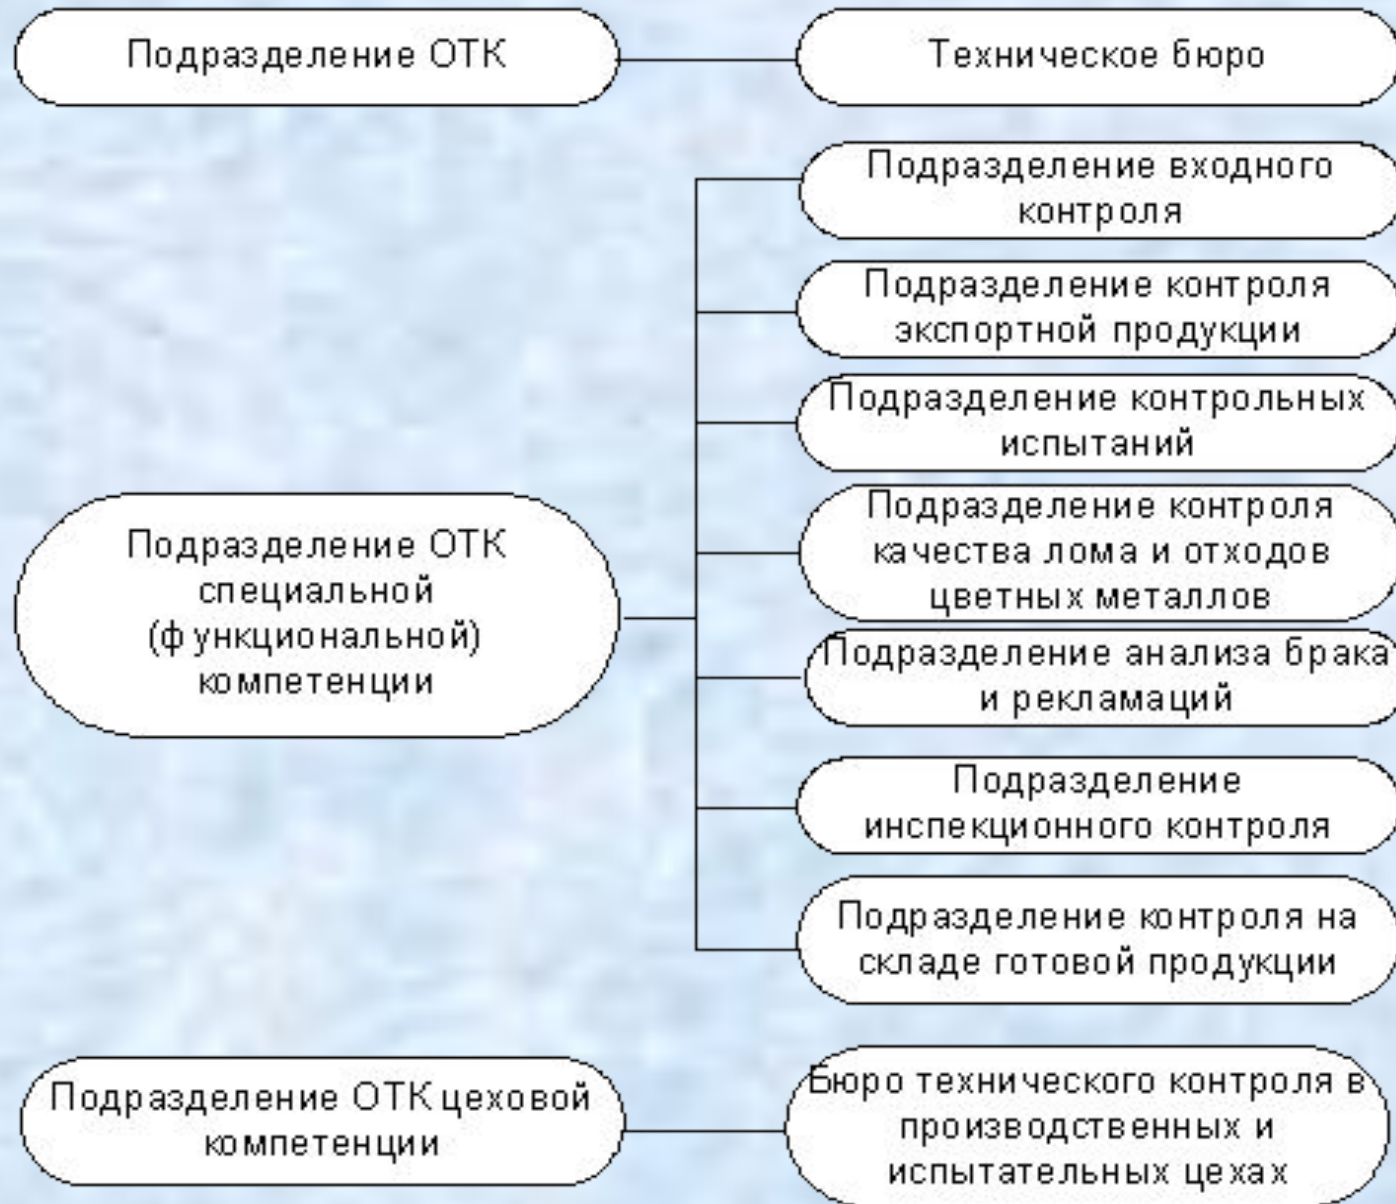 Подразделение ОТК
Техническое бюро
Подразделение ОТК
специальной
(функциональной)
компетенции
Подразделение входного
контроля
Подразделение контроля
экспортной продукции
Подразделение контрольных
испытаний
Подразделение контроля
качества лома и отходов
цветных металлов
Подразделение анализа брака
и рекламаций
Подразделение
инспекционного контроля
Подразделение контроля на
складе готовой продукции
Подразделение ОТК цеховой
компетенции
Бюро технического контроля в
производственных и
испытательных цехах